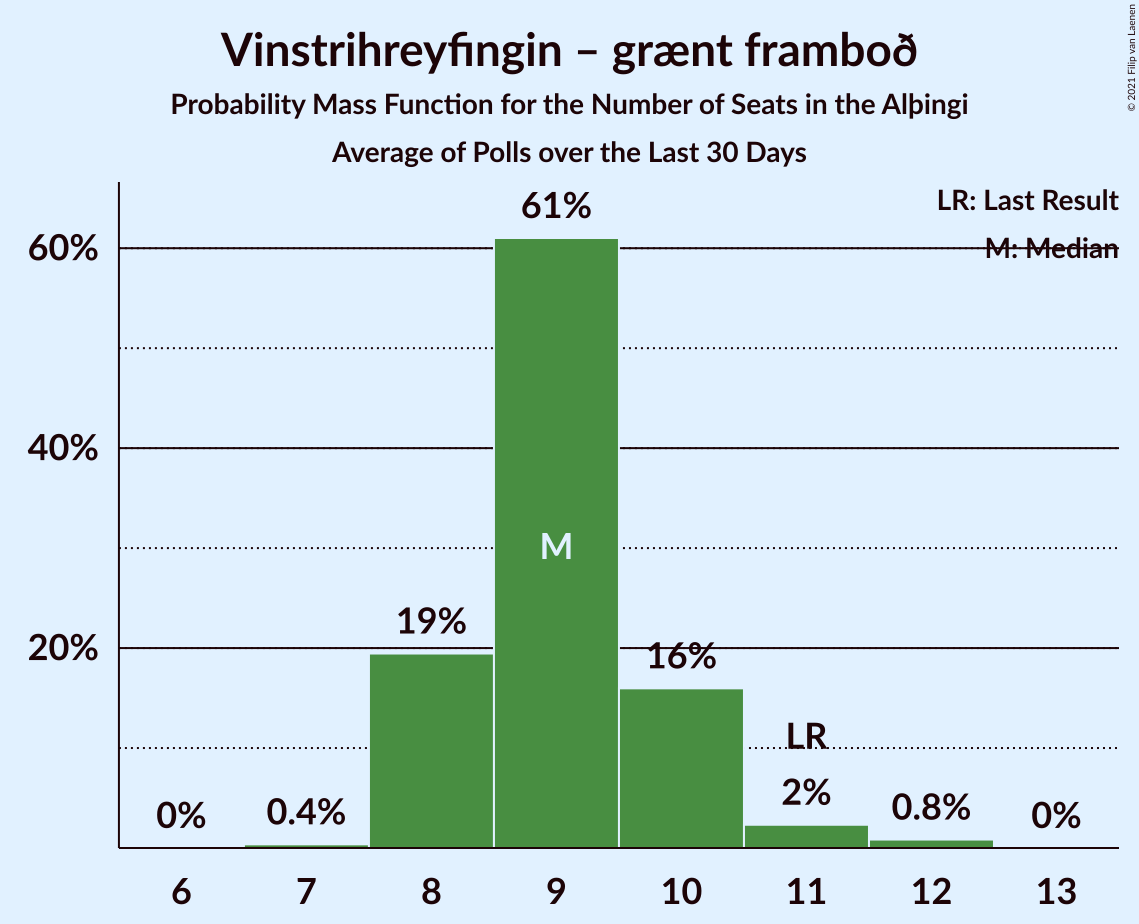 Vinstrihreyfingin – grænt framboð
Probability Mass Function for the Number of Seats in the Alþingi
Average of Polls over the Last 30 Days
© 2021 Filip van Laenen
LR: Last Result
M: Median
60%
40%
20%
0%
0.4%
19%
61%
M
16%
LR
2%
0.8%
0%
6
7
8
9
10
11
12
13